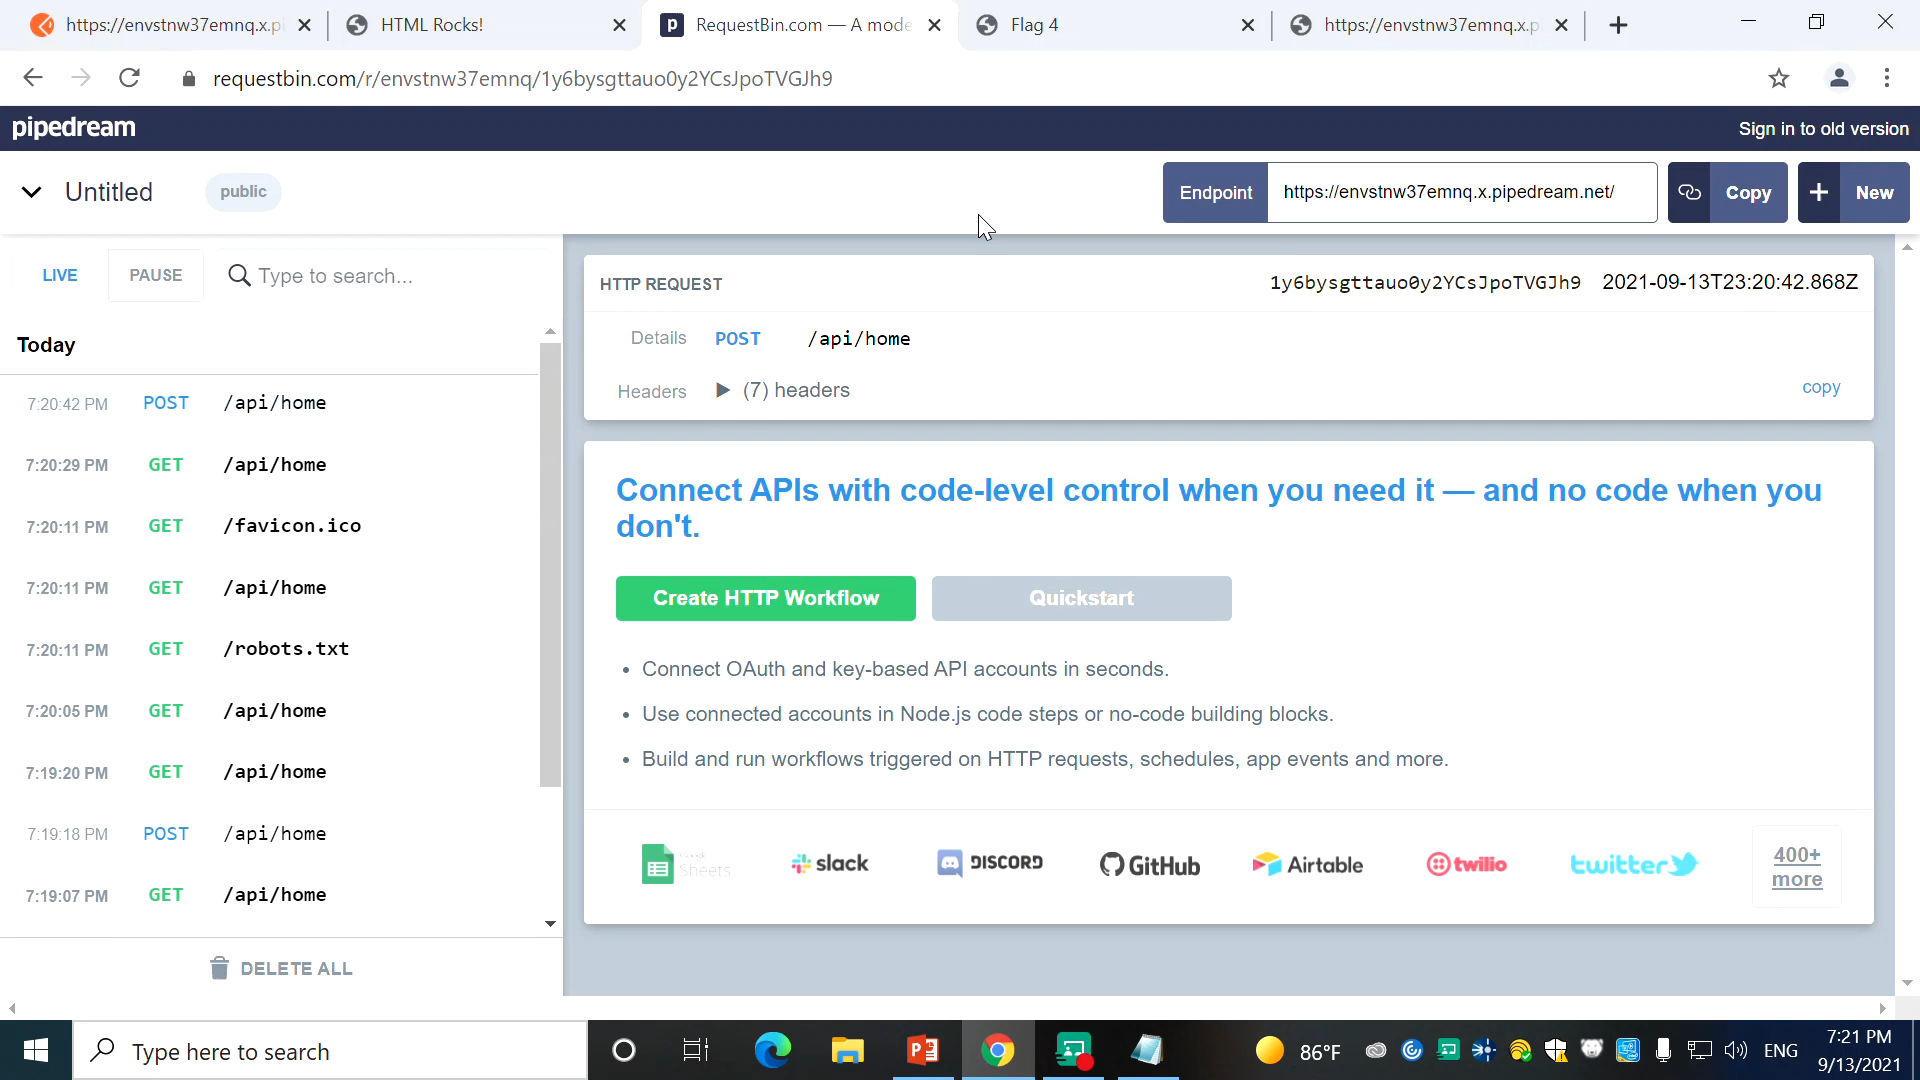 https://envstnw37emnq.x.pi
HTML Rocks!
RequestBin.com — A mode
Flag 4
https://envstnw37emnq.x.p
requestbin.com/r/envstnw37emnq/1y6bysgttauo0y2YCsJpoTVGJh9
pipedream
Sign in to old version
Untitled
public
Endpoint
https://envstnw37emnq.x.pipedream.net/
Copy
New
LIVE
PAUSE
Type to search...
Today
7:20:42 PM POST /api/home
7:20:29 PM GET /api/home
7:20:11 PM GET /favicon.ico
7:20:11 PM GET /api/home
7:20:11 PM GET /robots.txt
7:20:05 PM GET /api/home
7:19:20 PM GET /api/home
7:19:18 PM POST /api/home
7:19:07 PM GET /api/home
DELETE ALL
HTTP REQUEST
1y6bysgttauo0y2YCsJpoTVGJh9 2021-09-13T23:20:42.868Z
Details POST /api/home
Headers (7) headers
copy
Connect APIs with code-level control when you need it — and no code when you
don't.
Create HTTP Workflow
Quickstart
• Connect OAuth and key-based API accounts in seconds.
• Use connected accounts in Node.js code steps or no-code building blocks.
• Build and run workflows triggered on HTTP requests, schedules, app events and more.
Google
Sheets
slack
DISCORD
GitHub
Airtable
twilio
twitter
400+
more
Type here to search
86°F
ENG
7:21 PM
9/13/2021